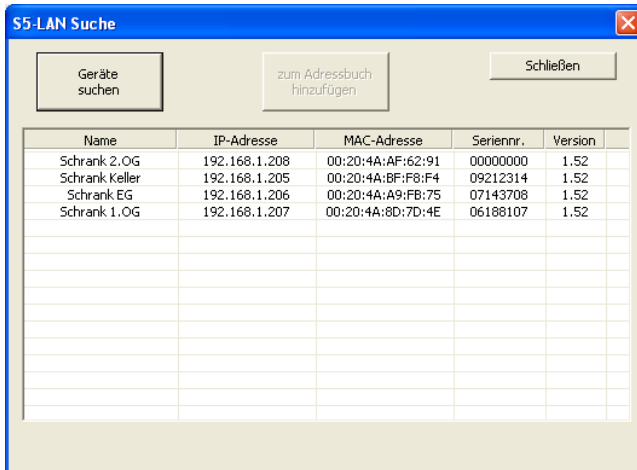 S5-LAN Suche
Geräte
suchen
zum Adressbuch
hinzufügen
Schließen
Name IP-Adresse MAC-Adresse Seriennr. Version
Schrank 2.OG 192.168.1.208 00:20:4A:AF:62:91 00000000 1.52
Schrank Keller 192.168.1.205 00:20:4A:BF:F8:F4 09212314 1.52
Schrank EG 192.168.1.206 00:20:4A:A9:FB:75 07143708 1.52
Schrank 1.OG 192.168.1.207 00:20:4A:8D:7D:4E 06188107 1.52